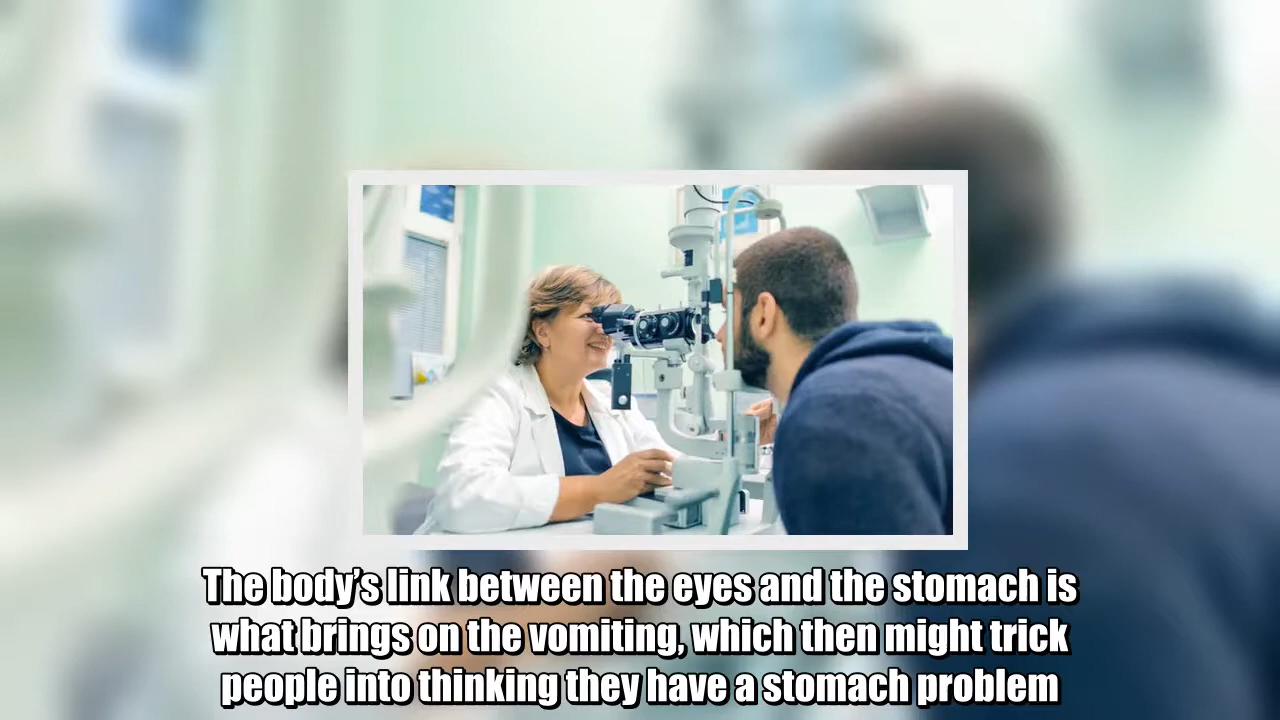 The body’s link between the eyes and the stomach is
what brings on the vomiting, which then might trick
people into thinking they have a stomach problem